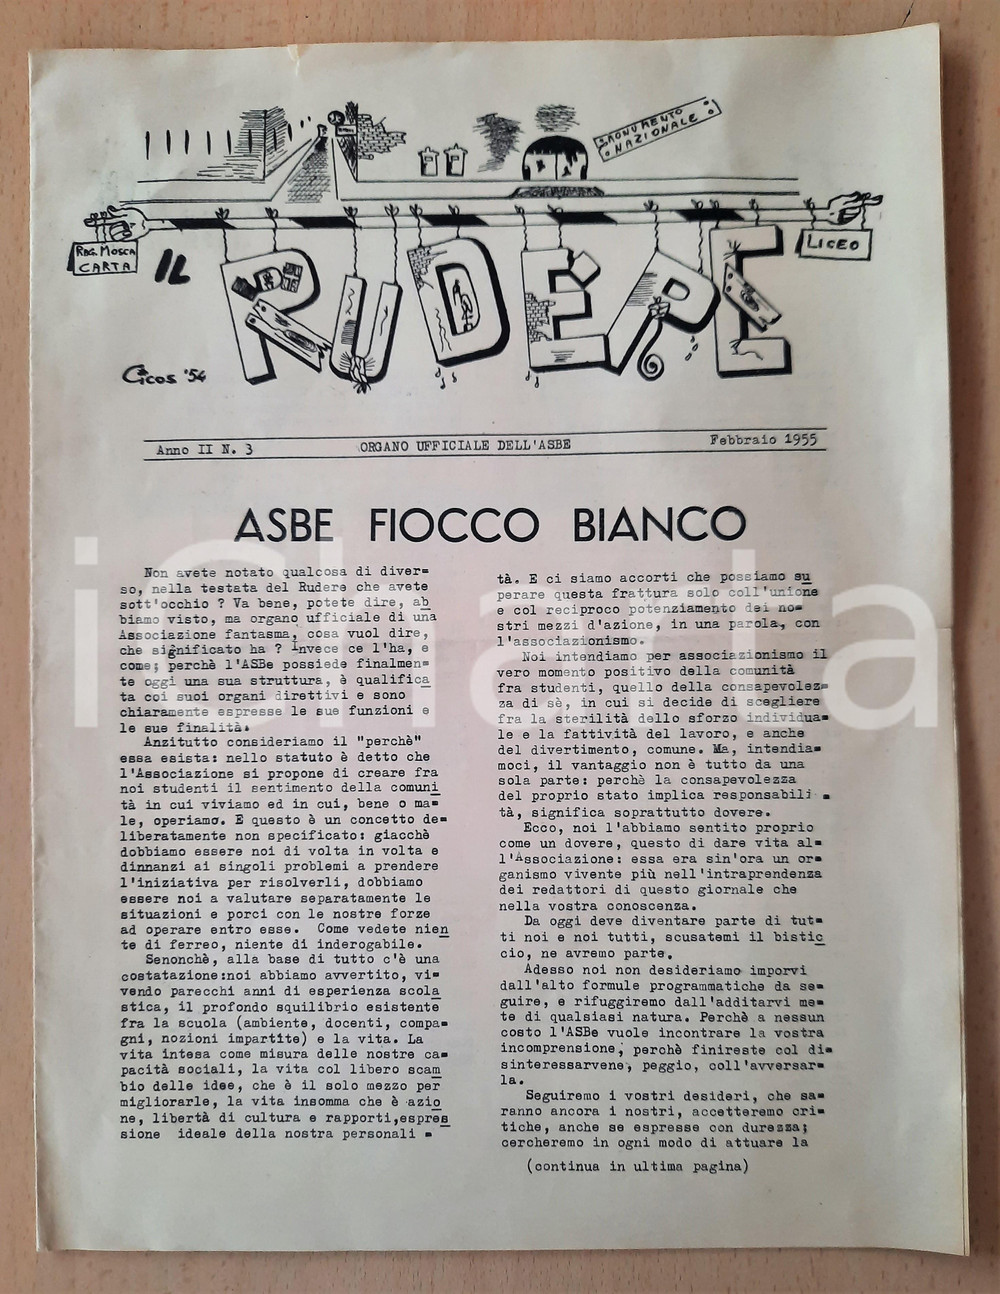 MONUMENTO
NAZIONALE
RAG. MOSCA
CARTA
LICEO
IL
RUDERE
Cicos '54
Anno II N. 3 ORGANO UFFICIALE DELL'ASBE Febbraio 1955
ASBE FIOCCO BIANCO
Non avete notato qualcosa di diver=
so, nella testata del Rudere che avete
sott'occhio ? Va bene, potete dire, ab
biamo visto, ma organo ufficiale di una
Associazione fantasma, cosa vuol dire,
che significato ha ? Invece ce l'ha, e
come; perchè l'ASBe possiede finalmen=
te oggi una sua struttura, è qualifica
ta coi suoi organi direttivi e sono
chiaramente espresse le sue funzioni e
le sue finalità.
Anzitutto consideriamo il "perchè"
essa esista: nello statuto è detto che
l'Associazione si propone di creare fra
noi studenti il sentimento della comuni
tà in cui viviamo ed in cui, bene o ma=
le, operiamo. E questo è un concetto de=
liberatamente non specificato: giacchè
dobbiamo essere noi di volta in volta e
dinnanzi ai singoli problemi a prendere
l'iniziativa per risolverli, dobbiamo
essere noi a valutare separatamente le
situazioni e porci con le nostre forze
ad operare entro esse. Come vedete nien
te di ferreo, niente di inderogabile.
Senonchè, alla base di tutto c'è una
costatazione:noi abbiamo avvertito, vi=
vendo parecchi anni di esperienza scola
stica, il profondo squilibrio esistente
fra la scuola (ambiente, docenti, compa=
gni, nozioni impartite) e la vita. La
vita intesa come misura delle nostre ca=
pacità sociali, la vita col libero scam
bio delle idee, che è il solo mezzo per
migliorarle, la vita insomma che è azio
ne, libertà di cultura e rapporti,espres
sione ideale della nostra personali =
tà. E ci siamo accorti che possiamo su
perare questa frattura solo coll'unione
e col reciproco potenziamento dei no=
stri mezzi d'azione, in una parola, con
l'associazionismo.
Noi intendiamo per associazionismo il
vero momento positivo della comunità
fra studenti, quello della consapevolez=
za di sè, in cui si decide di scegliere
fra la sterilità dello sforzo individua=
le e la fattività del lavoro, e anche
del divertimento, comune. Ma, intendia=
moci, il vantaggio non è tutto da una
sola parte: perchè la consapevolezza
del proprio stato implica responsabili =
tà, significa soprattutto dovere.
Ecco, noi l'abbiamo sentito proprio
come un dovere, questo di dare vita al=
l'Associazione: essa era sin'ora un or=
ganismo vivente più nell'intraprendenza
dei redattori di questo giornale che
nella vostra conoscenza.
Da oggi deve diventare parte di tut=
ti noi e noi tutti, scusatemi il bistic
cio, ne avremo parte.
Adesso noi non desideriamo imporvi
dall'alto formule programmatiche da se=
guire, e rifuggiremo dall'additarvi me=
te di qualsiasi natura. Perchè a nessun
costo l'ASBe vuole incontrare la vostra
incomprensione, perchè finireste col di=
sinteressarvene, peggio, coll'avversar=
la.
Seguiremo i vostri desideri, che sa=
ranno ancora i nostri, accetteremo cri=
tiche, anche se espresse con durezza;
cercheremo in ogni modo di attuare la
(continua in ultima pagina)
iCharta